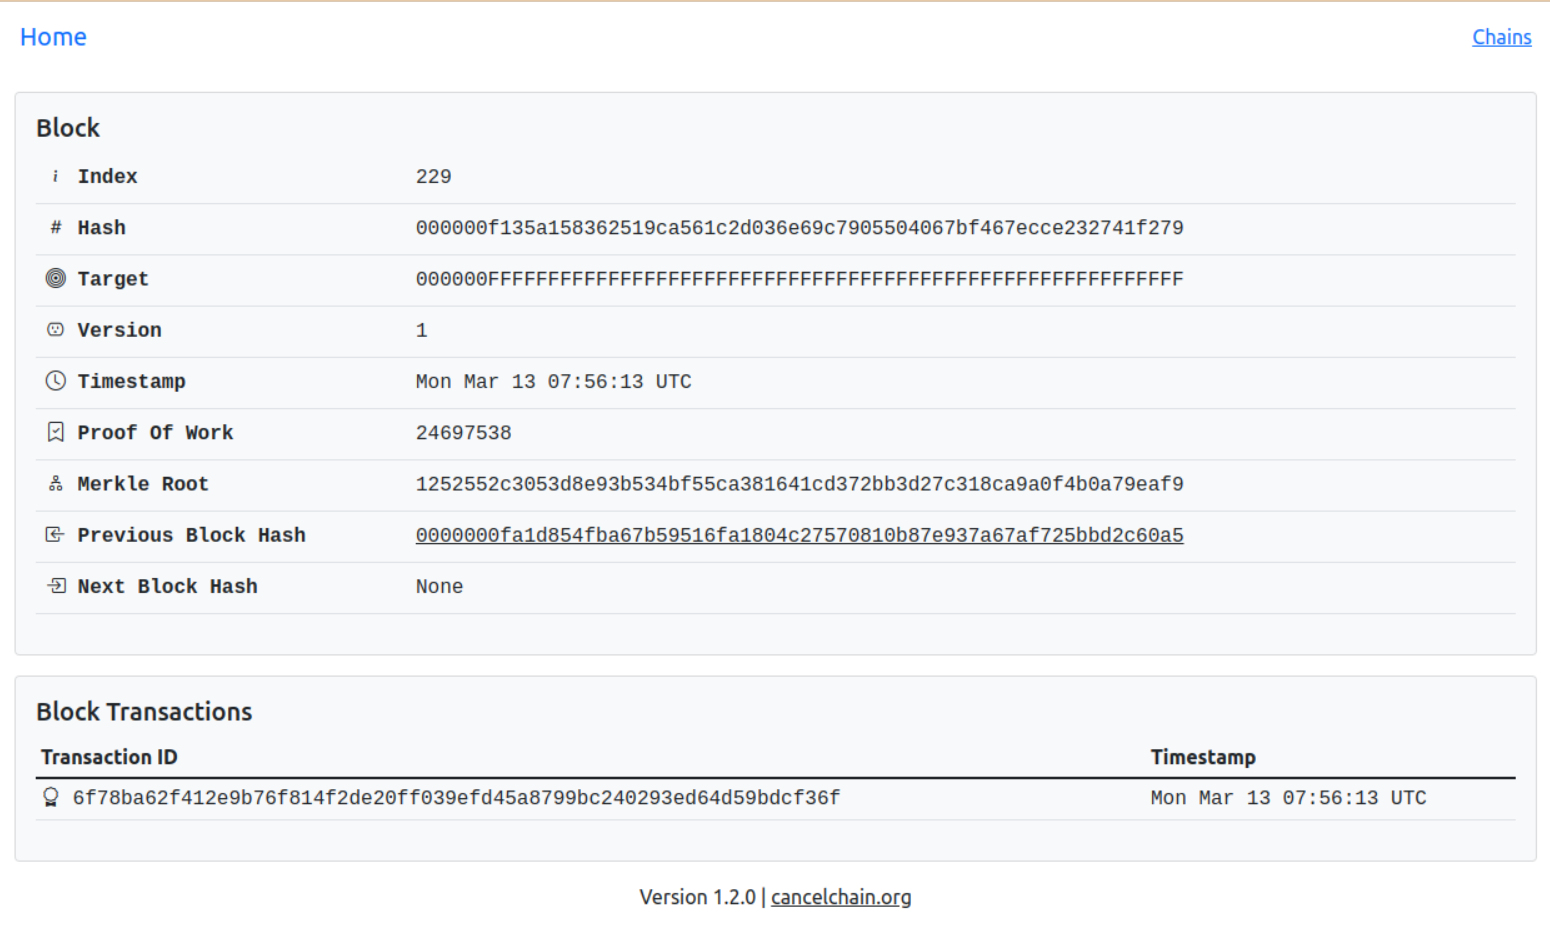 Home Chains
Block
Index 229
# Hash 000000f135a158362519ca561c2d036e69c7905504067bf467ecce232741f279
Target 000000FFFFFFFFFFFFFFFFFFFFFFFFFFFFFFFFFFFFFFFFFFFFFFFFFFFFFFFFFF
Version 1
Timestamp Mon Mar 13 07:56:13 UTC
Proof Of Work 24697538
Merkle Root 1252552c3053d8e93b534bf55ca381641cd372bb3d27c318ca9a0f4b0a79eaf9
Previous Block Hash 0000000fa1d854fba67b59516fa1804c27570810b87e937a67af725bbd2c60a5
Next Block Hash None
Block Transactions
Transaction ID Timestamp
6f78ba62f412e9b76f814f2de20ff039efd45a8799bc240293ed64d59bdcf36f Mon Mar 13 07:56:13 UTC
Version 1.2.0 | cancelchain.org